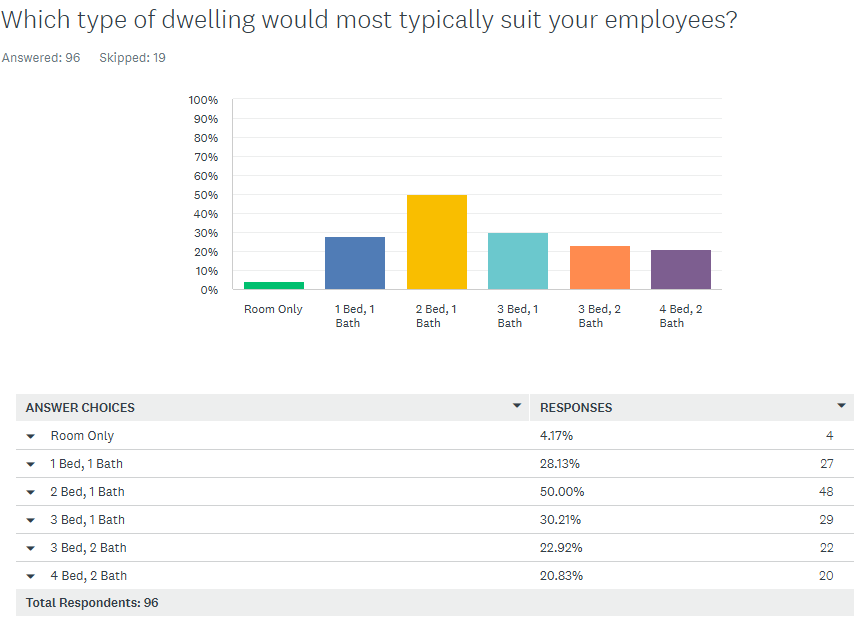 Which type of dwelling would most typically suit your employees?
Answered: 96 Skipped: 19
100%
90%
80%
70%
60%
50%
40%
30%
20%
10%
0%
Room Only 1 Bed, 1 2 Bed, 1 3 Bed, 1 3 Bed, 2 4 Bed, 2
Bath Bath Bath Bath Bath
ANSWER CHOICES RESPONSES
Room Only 4.17% 4
1 Bed, 1 Bath 28.13% 27
2 Bed, 1 Bath 50.00% 48
3 Bed, 1 Bath 30.21% 29
3 Bed, 2 Bath 22.92% 22
4 Bed, 2 Bath 20.83% 20
Total Respondents: 96